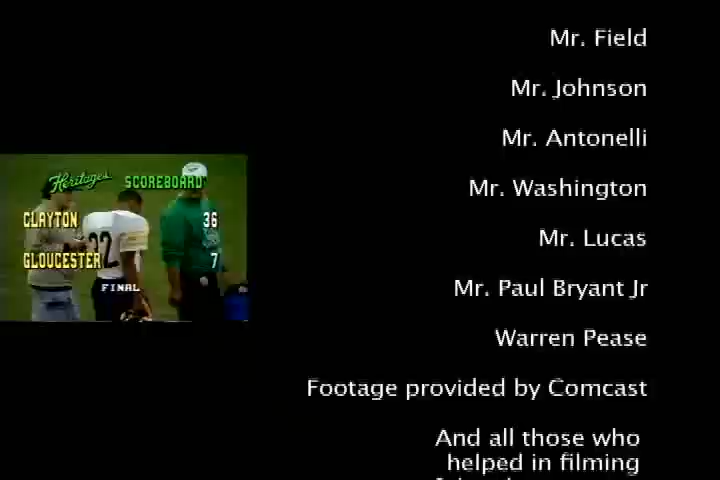 Mr. Field
Mr. Johnson
Mr. Antonelli
Mr. Washington
Heritages SCOREBOARD
CLAYTON 36
GLOUCESTER 7
FINAL
32
Mr. Lucas
Mr. Paul Bryant Jr
Warren Pease
Footage provided by Comcast
And all those who
helped in filming